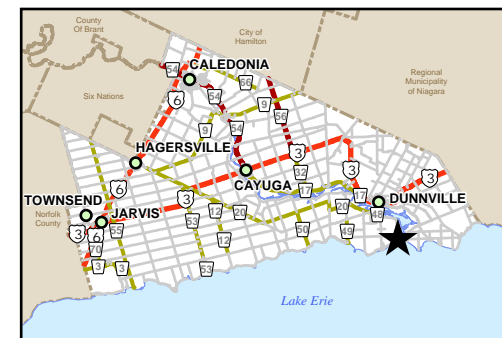 County
Of Brant
City of
Hamilton
CALEDONIA
54
66
Regional
Municipality
of Niagara
6
54
Six Nations
9
56
9
54
HAGERSVILLE
3
3
32
3
6
CAYUGA
17
17
TOWNSEND
3
DUNNVILLE
Norfolk
County
JARVIS
53
12
20
20
48
3
6
55
12
50
49
70
3
3
53
Lake Erie